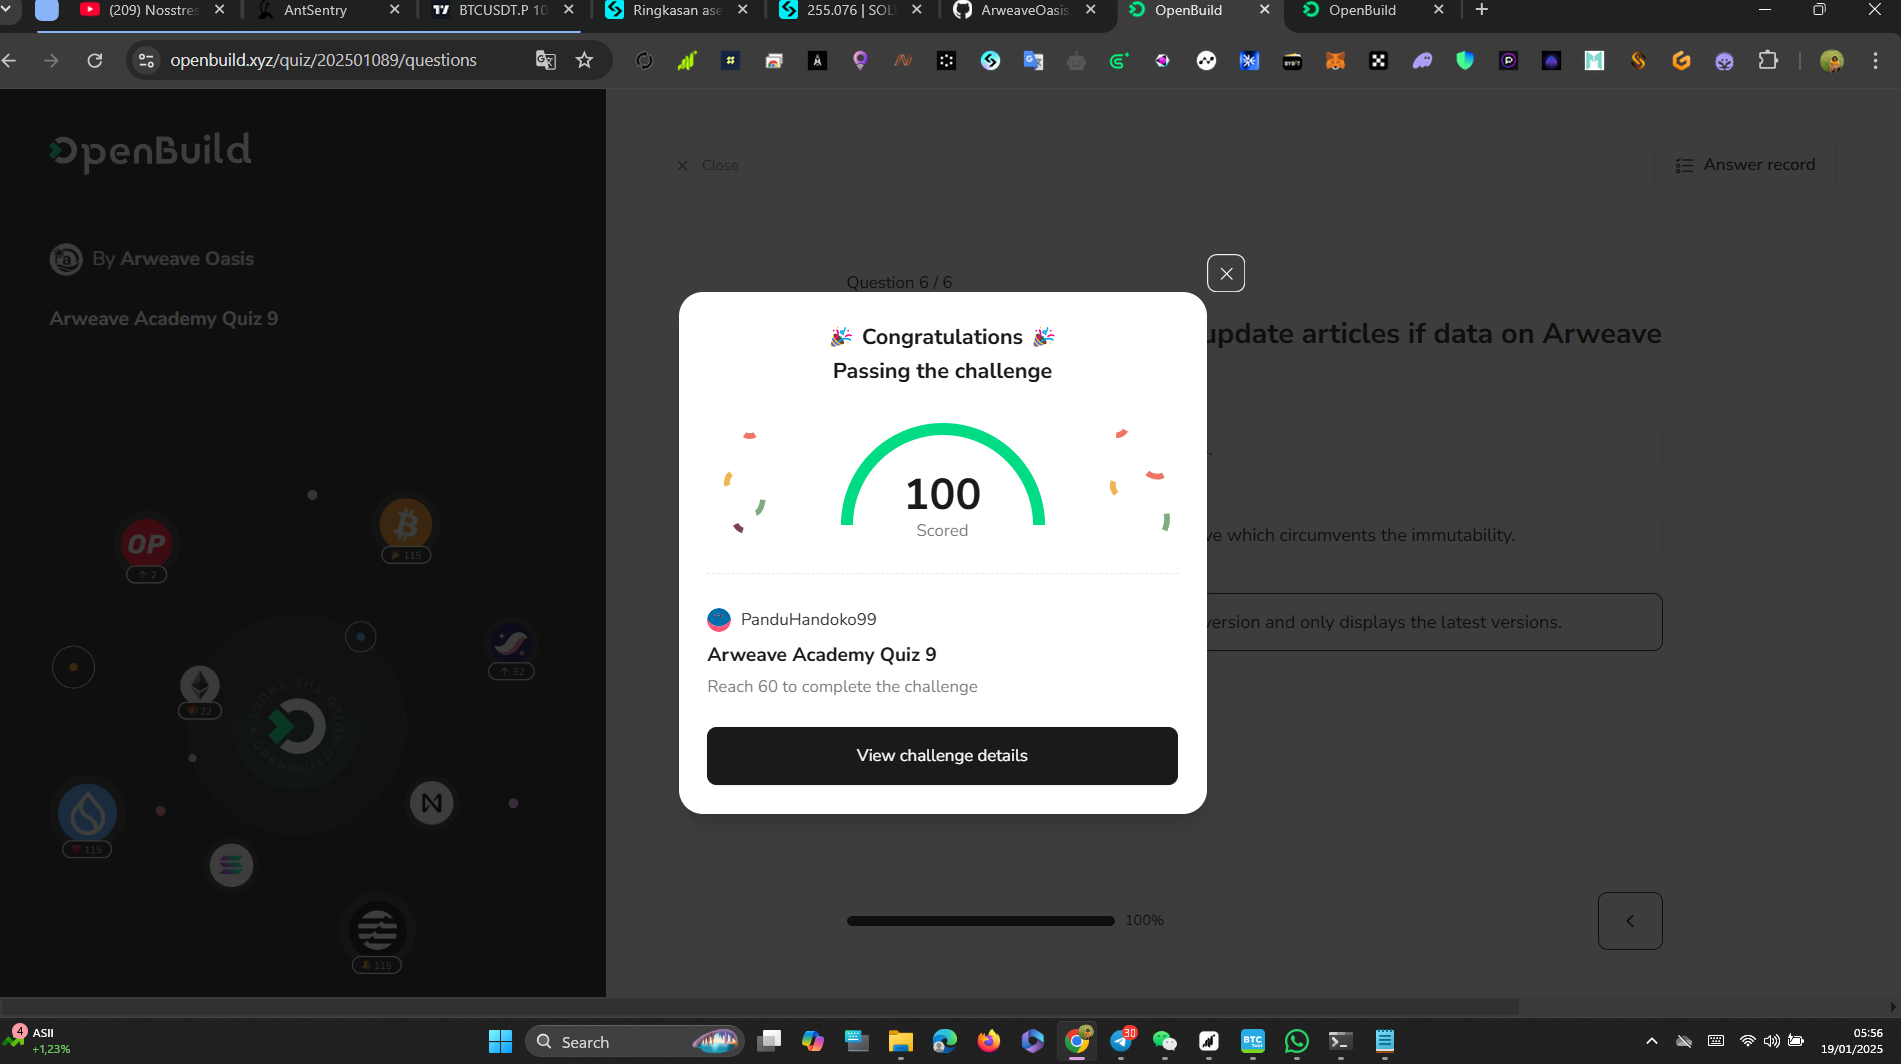 (209) Nosstres
AntSentry
BTCUSDT.P 10
Ringkasan ase
255.076 | SOL
ArweaveOasis
OpenBuild
OpenBuild
openbuild.xyz/quiz/202501089/questions
OpenBuild
Close
Answer record
By Arweave Oasis
Arweave Academy Quiz 9
Question 6 / 6
update articles if data on Arweave
🎉 Congratulations 🎉
Passing the challenge
100
Scored
ve which circumvents the immutability.
version and only displays the latest versions.
PanduHandoko99
Arweave Academy Quiz 9
Reach 60 to complete the challenge
View challenge details
100%
OP
2
115
32
22
115
115
4
ASII
+1,23%
Search
30
BTC
05:56
19/01/2025